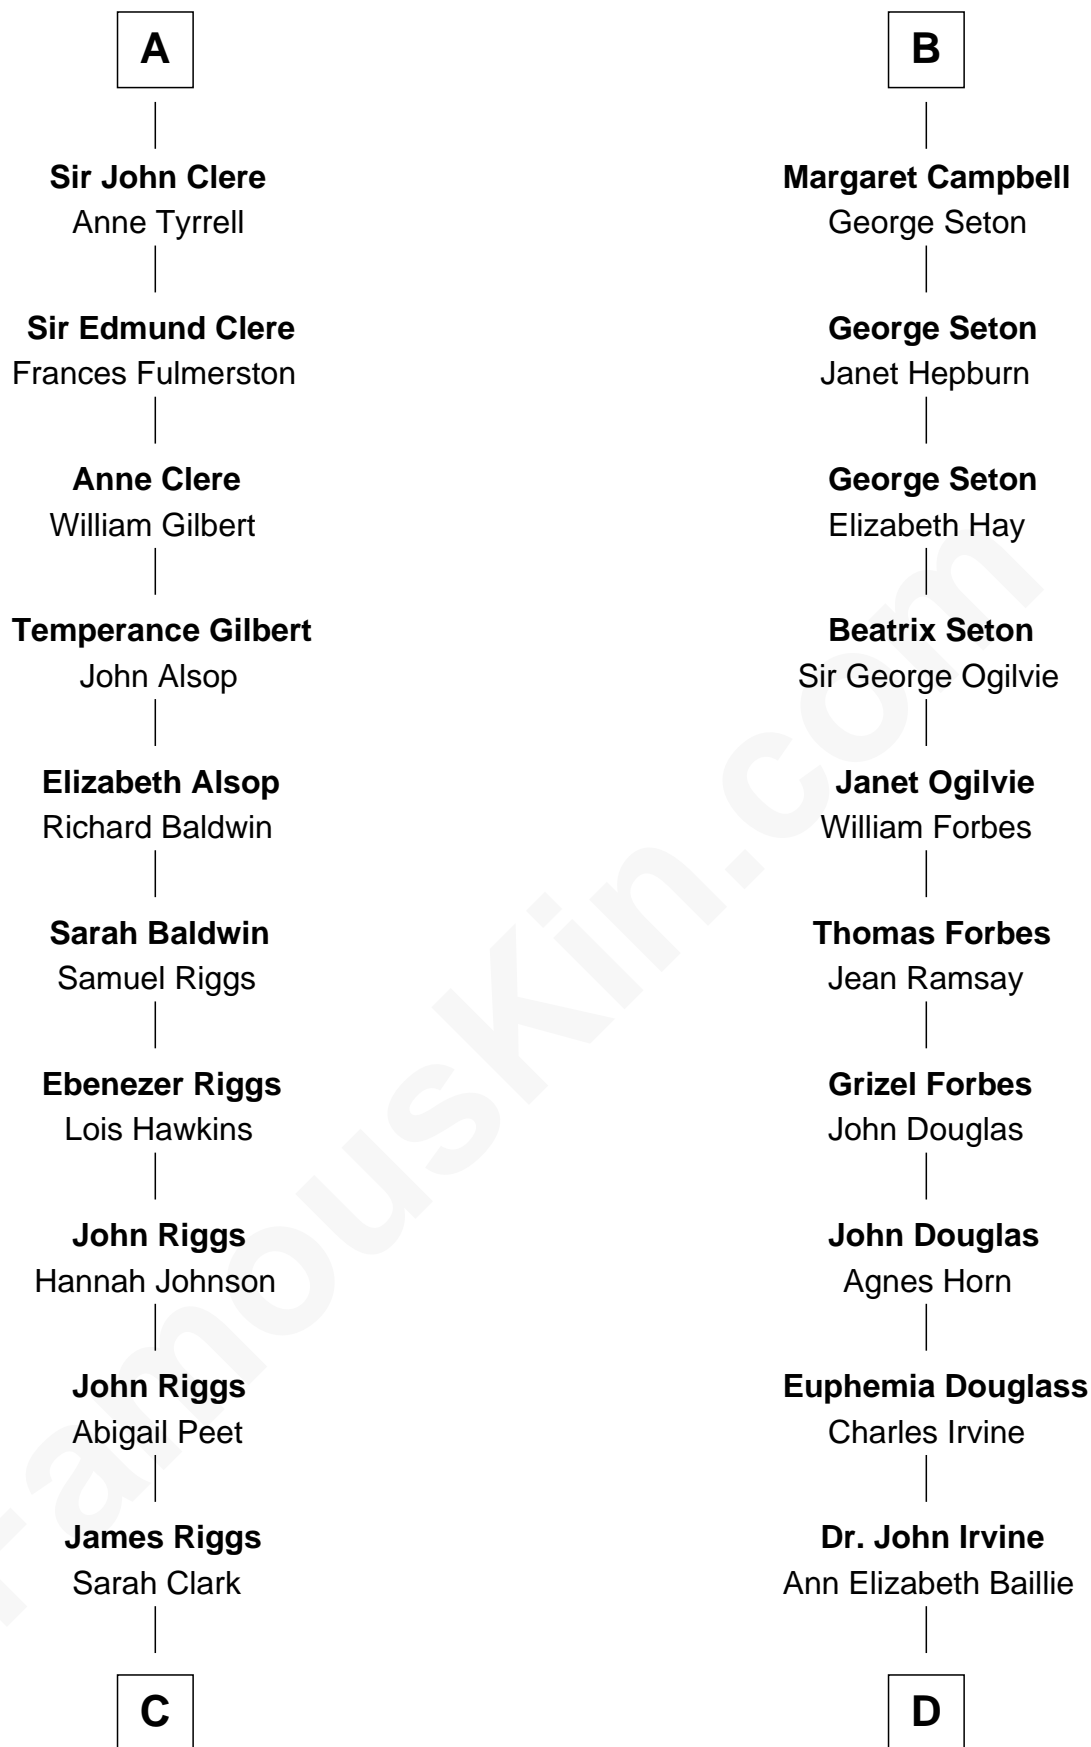 A
Sir John Clere
Anne Tyrrell
Sir Edmund Clere
Frances Fulmerston
Anne Clere
William Gilbert
Temperance Gilbert
John Alsop
Elizabeth Alsop
Richard Baldwin
Sarah Baldwin
Samuel Riggs
Ebenezer Riggs
Lois Hawkins
John Riggs
Hannah Johnson
John Riggs
Abigail Peet
James Riggs
Sarah Clark
C
B
Margaret Campbell
George Seton
George Seton
Janet Hepburn
George Seton
Elizabeth Hay
Beatrix Seton
Sir George Ogilvie
Janet Ogilvie
William Forbes
Thomas Forbes
Jean Ramsay
Grizel Forbes
John Douglas
John Douglas
Agnes Horn
Euphemia Douglass
Charles Irvine
Dr. John Irvine
Ann Elizabeth Baillie
D
FamousKin.com